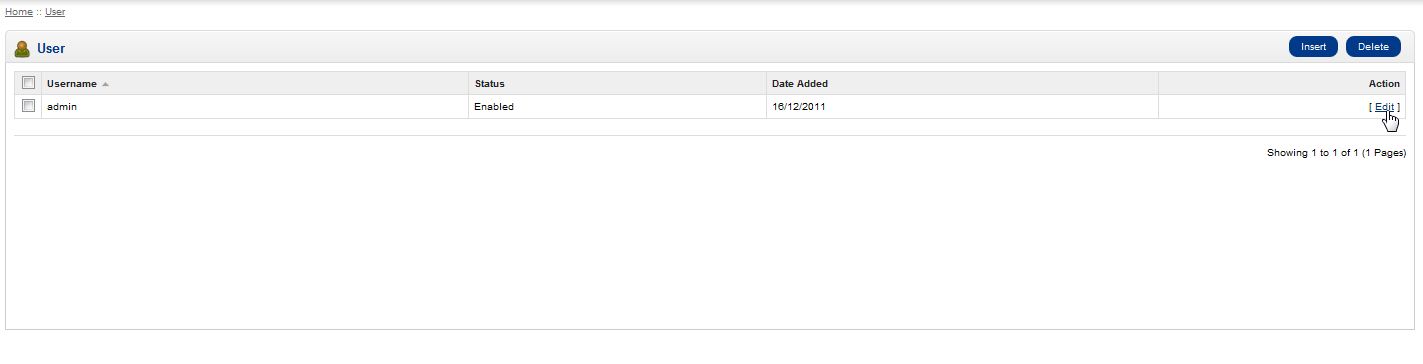 Home :: User
User Insert Delete
Username Status Date Added Action
admin Enabled 16/12/2011 [ Edit ]
Showing 1 to 1 of 1 (1 Pages)